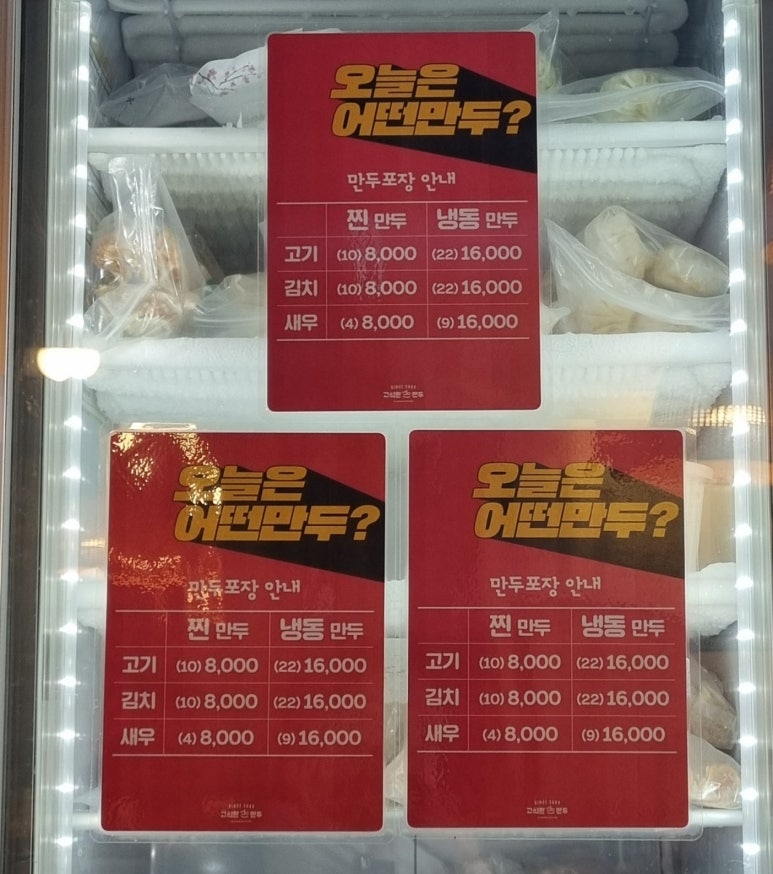 오늘은
어떤만두?
만두포장 안내
찐 만두 냉동 만두
고기 (10) 8,000 (22) 16,000
김치 (10) 8,000 (22) 16,000
새우 (4) 8,000 (9) 16,000
오늘은
어떤만두?
만두포장 안내
찐 만두 냉동 만두
고기 (10) 8,000 (22) 16,000
김치 (10) 8,000 (22) 16,000
새우 (4) 8,000 (9) 16,000
오늘은
어떤만두?
만두포장 안내
찐 만두 냉동 만두
고기 (10) 8,000 (22) 16,000
김치 (10) 8,000 (22) 16,000
새우 (4) 8,000 (9) 16,000